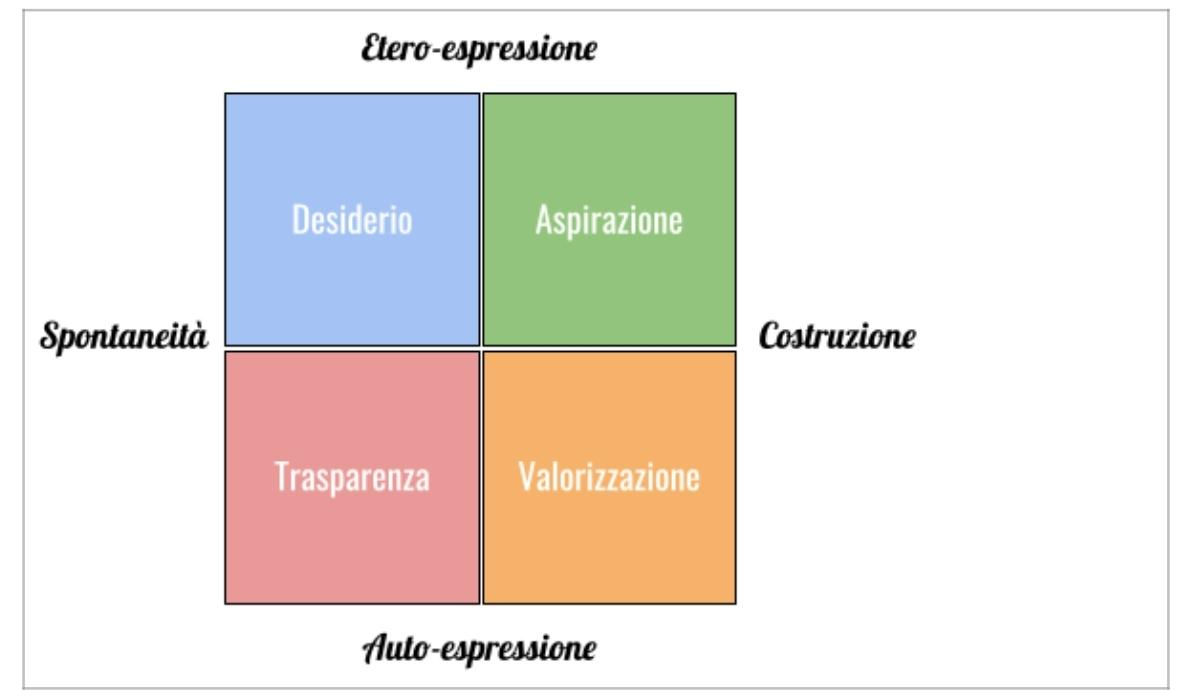 Etero-espressione
Desiderio
Aspirazione
Spontaneità
Costruzione
Trasparenza
Valorizzazione
Auto-espressione